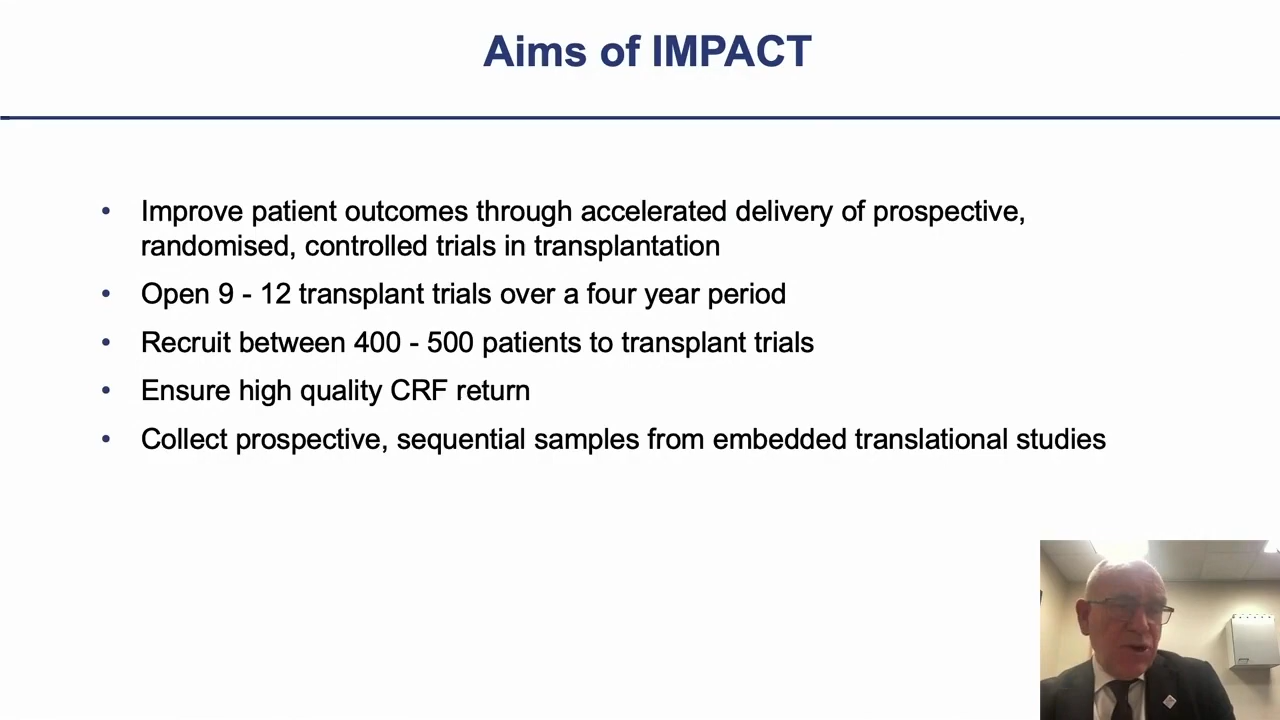 Aims of IMPACT
• Improve patient outcomes through accelerated delivery of prospective,
randomised, controlled trials in transplantation
• Open 9 - 12 transplant trials over a four year period
• Recruit between 400 - 500 patients to transplant trials
• Ensure high quality CRF return
• Collect prospective, sequential samples from embedded translational studies